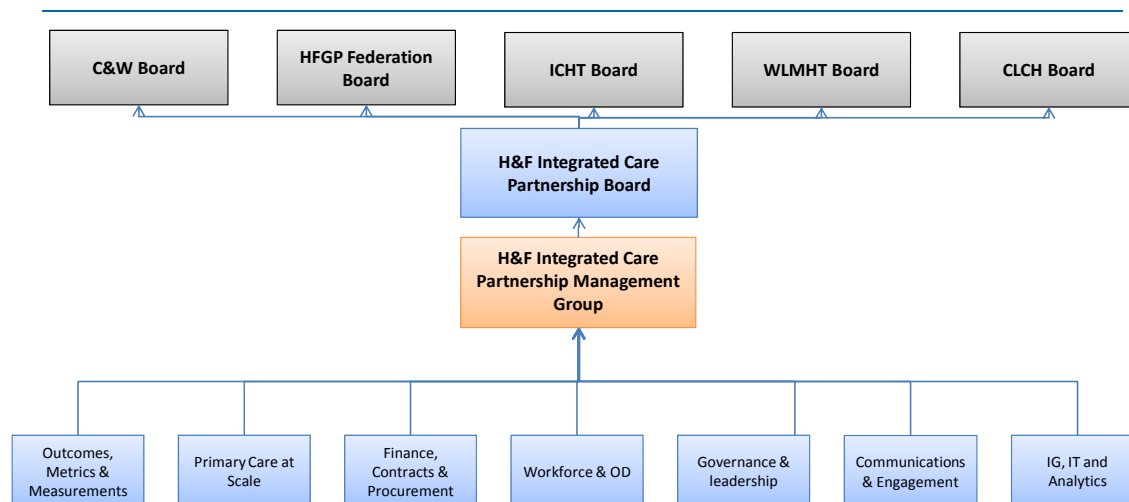 C&W Board
HFGP Federation
Board
ICHT Board
WLMHT Board
CLCH Board
H&F Integrated Care
Partnership Board
H&F Integrated Care
Partnership Management
Group
Outcomes,
Metrics &
Measurements
Primary Care at
Scale
Finance,
Contracts &
Procurement
Workforce & OD
Governance &
leadership
Communications
& Engagement
IG, IT and
Analytics